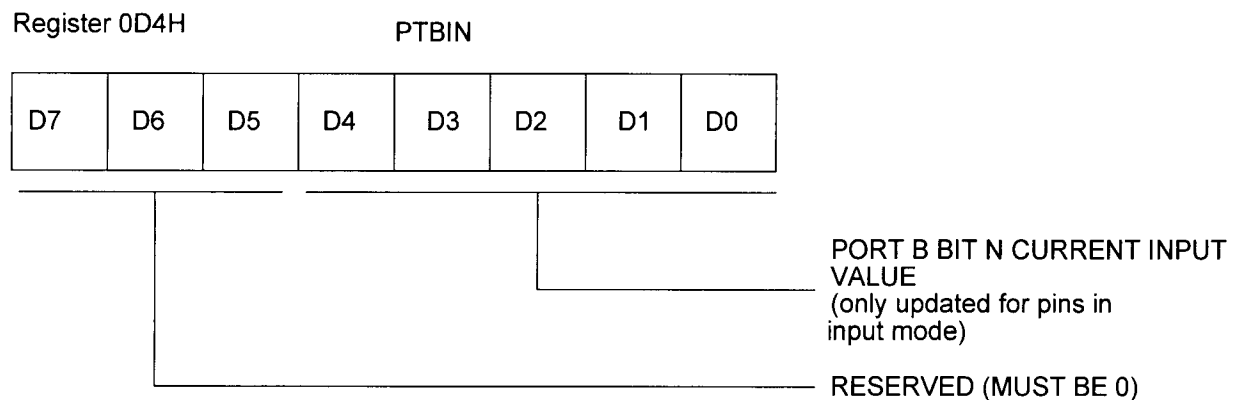 Register 0D4H
PTBIN
D7 D6 D5 D4 D3 D2 D1 D0
PORT B BIT N CURRENT INPUT
VALUE
(only updated for pins in
input mode)
RESERVED (MUST BE 0)